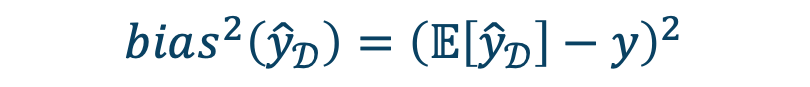 bias²(ŷ_𝒟) = (𝔼[ŷ_𝒟] − y)²